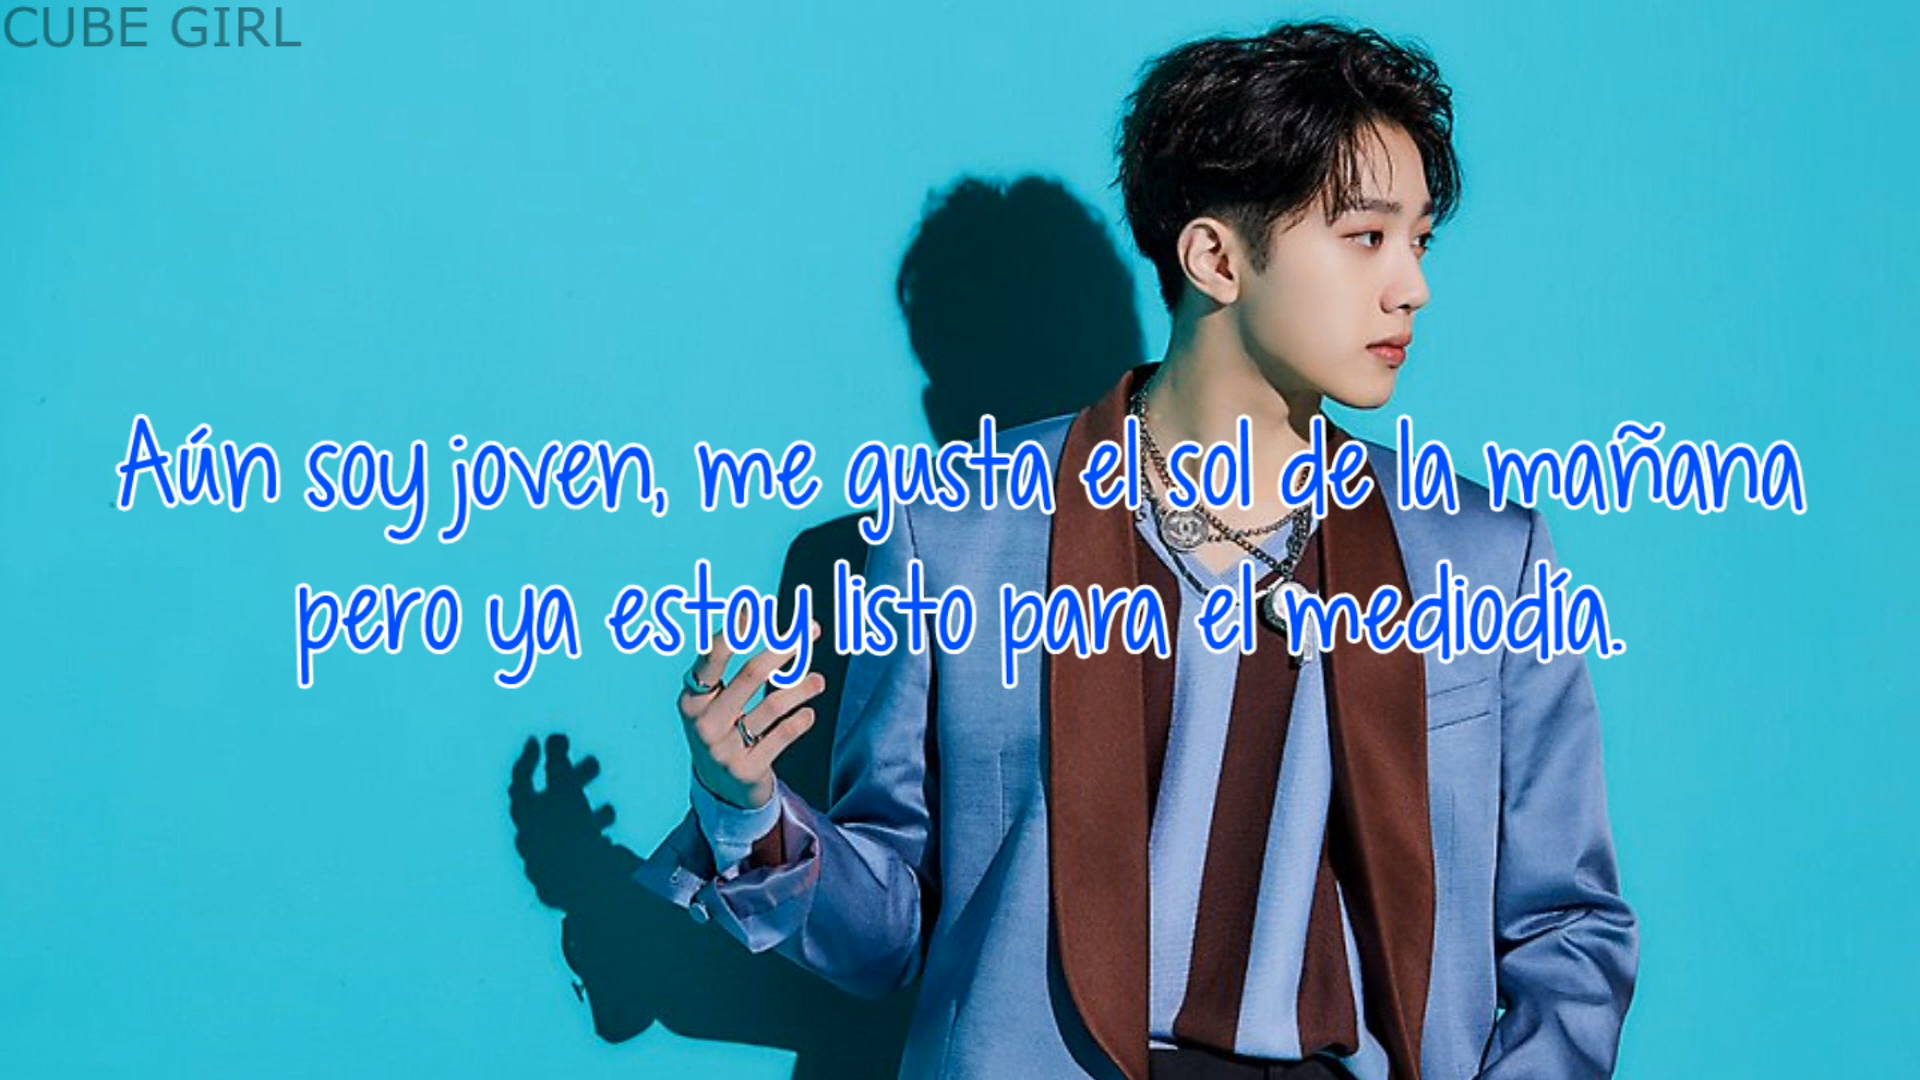 CUBE GIRL
Aún soy joven, me gusta el sol de la mañana
pero ya estoy listo para el mediodía.